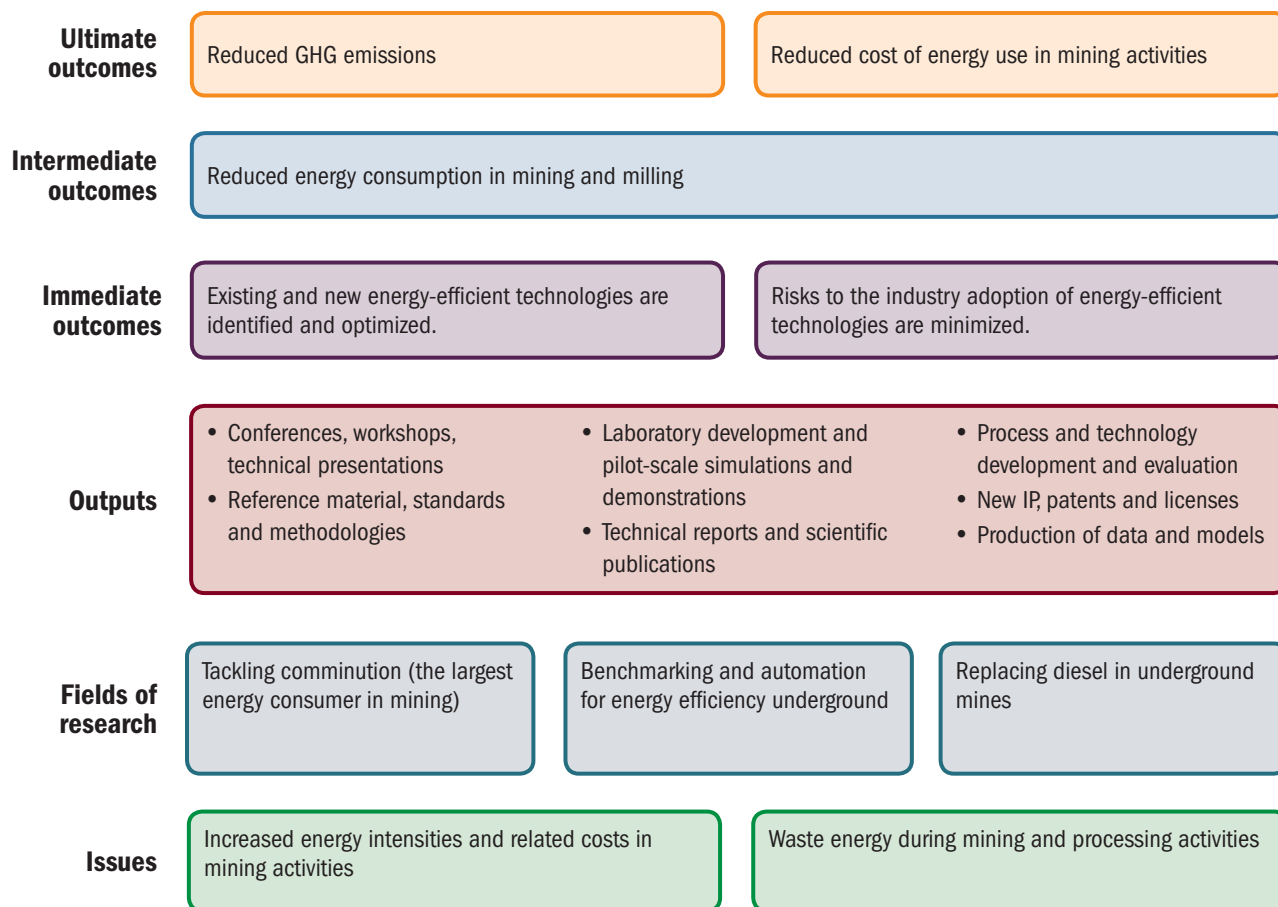 Ultimate
outcomes
Reduced GHG emissions
Reduced cost of energy use in mining activities
Intermediate
outcomes
Reduced energy consumption in mining and milling
Immediate
outcomes
Existing and new energy-efficient technologies are
identified and optimized.
Risks to the industry adoption of energy-efficient
technologies are minimized.
Outputs
• Conferences, workshops,
technical presentations
• Reference material, standards
and methodologies
• Laboratory development and
pilot-scale simulations and
demonstrations
• Technical reports and scientific
publications
• Process and technology
development and evaluation
• New IP, patents and licenses
• Production of data and models
Fields of
research
Tackling comminution (the largest
energy consumer in mining)
Benchmarking and automation
for energy efficiency underground
Replacing diesel in underground
mines
Issues
Increased energy intensities and related costs in
mining activities
Waste energy during mining and processing activities